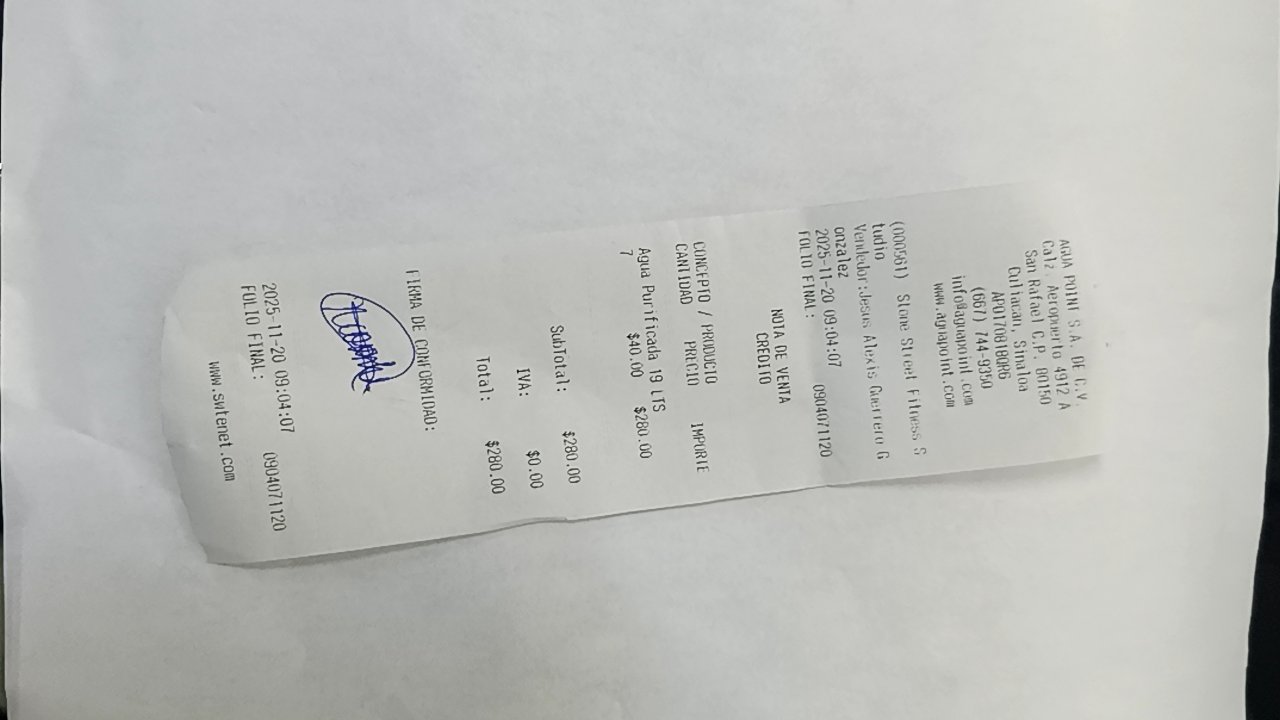 AGUA POINT S.A. DE C.V.
Calz. Aeropuerto 4912 A
San Rafael C.P. 80150
Culiacan, Sinaloa
APO170818QR6
(667) 744-9350
info@aguapoint.com
www.aguapoint.com
(000561) Stone Street Fitness S
tudio
Vendedor:Jesus Alexis Guerrero G
onzalez
2025-11-20 09:04:07
FOLIO FINAL: 0904071120
NOTA DE VENTA
CREDITO
CONCEPTO / PRODUCTO
CANTIDAD PRECIO IMPORTE
Agua Purificada 19 LTS
7 $40.00 $280.00
SubTotal: $280.00
IVA: $0.00
Total: $280.00
FIRMA DE CONFORMIDAD:
2025-11-20 09:04:07
FOLIO FINAL: 0904071120
www.switenet.com